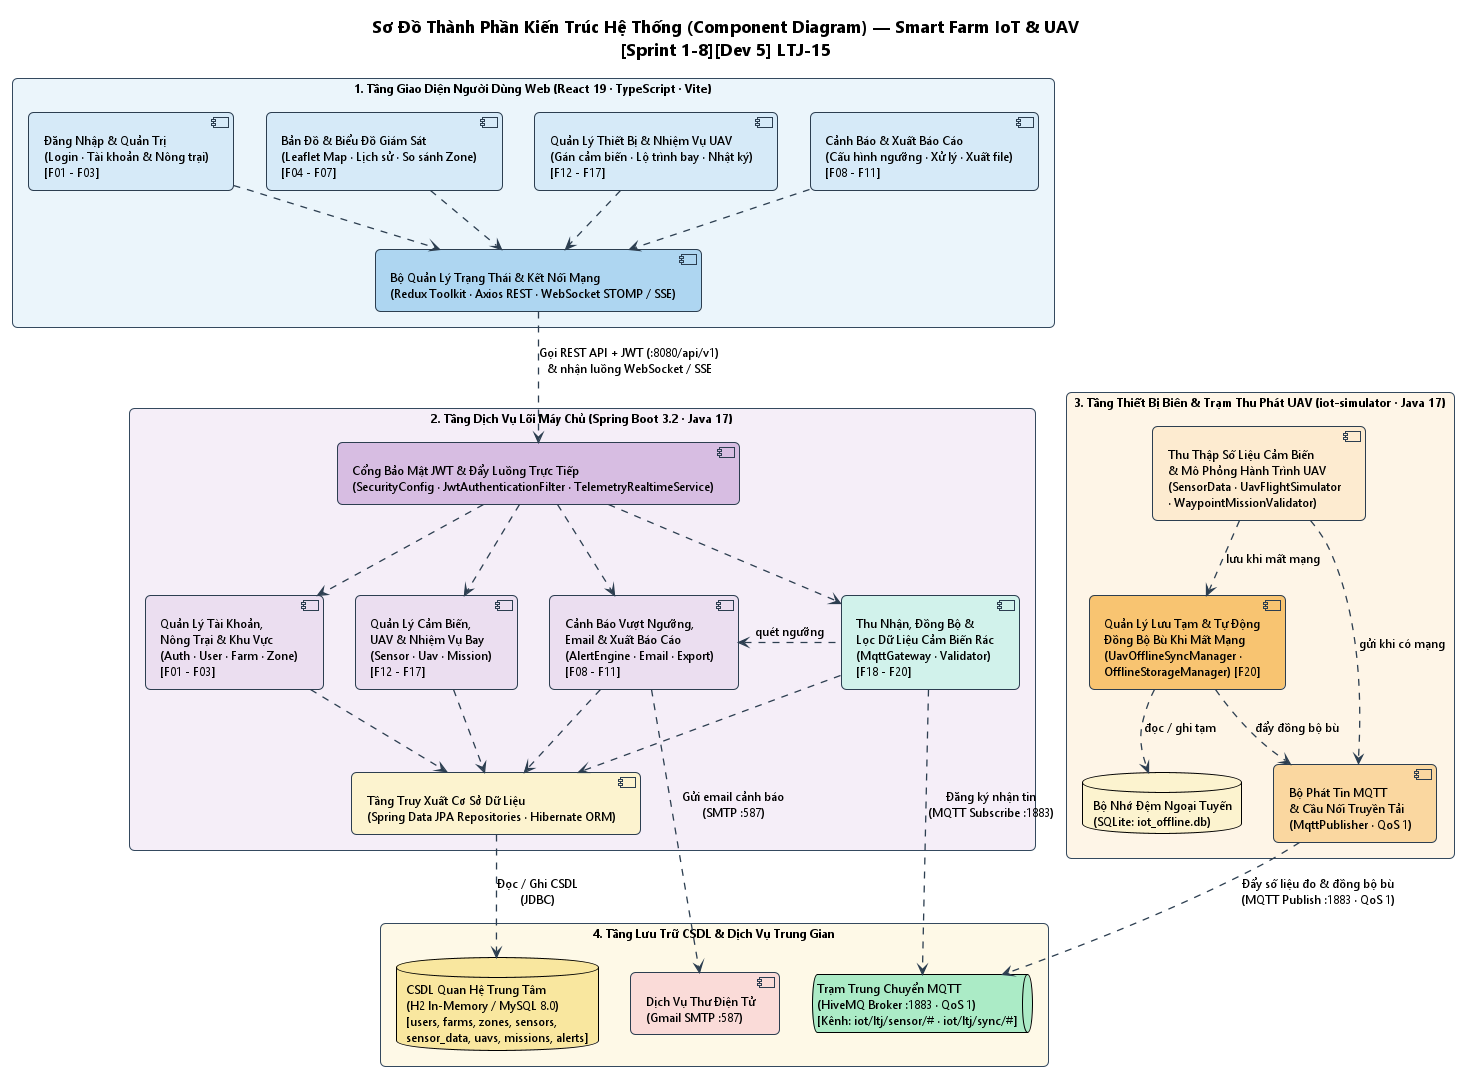 Sơ Đồ Thành Phần Kiến Trúc Hệ Thống (Component Diagram) — Smart Farm IoT & UAV
[Sprint 1-8][Dev 5] LTJ-15
1. Tầng Giao Diện Người Dùng Web (React 19 · TypeScript · Vite)
Đăng Nhập & Quản Trị
(Login · Tài khoản & Nông trại)
[F01 - F03]
Bản Đồ & Biểu Đồ Giám Sát
(Leaflet Map · Lịch sử · So sánh Zone)
[F04 - F07]
Quản Lý Thiết Bị & Nhiệm Vụ UAV
(Gán cảm biến · Lộ trình bay · Nhật ký)
[F12 - F17]
Cảnh Báo & Xuất Báo Cáo
(Cấu hình ngưỡng · Xử lý · Xuất file)
[F08 - F11]
Bộ Quản Lý Trạng Thái & Kết Nối Mạng
(Redux Toolkit · Axios REST · WebSocket STOMP / SSE)
Gọi REST API + JWT (:8080/api/v1)
& nhận luồng WebSocket / SSE
2. Tầng Dịch Vụ Lõi Máy Chủ (Spring Boot 3.2 · Java 17)
Cổng Bảo Mật JWT & Đẩy Luồng Trực Tiếp
(SecurityConfig · JwtAuthenticationFilter · TelemetryRealtimeService)
Quản Lý Tài Khoản,
Nông Trại & Khu Vực
(Auth · User · Farm · Zone)
[F01 - F03]
Quản Lý Cảm Biến,
UAV & Nhiệm Vụ Bay
(Sensor · Uav · Mission)
[F12 - F17]
Cảnh Báo Vượt Ngưỡng,
Email & Xuất Báo Cáo
(AlertEngine · Email · Export)
[F08 - F11]
quét ngưỡng
Thu Nhận, Đồng Bộ &
Lọc Dữ Liệu Cảm Biến Rác
(MqttGateway · Validator)
[F18 - F20]
Tầng Truy Xuất Cơ Sở Dữ Liệu
(Spring Data JPA Repositories · Hibernate ORM)
Gửi email cảnh báo
(SMTP :587)
Đăng ký nhận tin
(MQTT Subscribe :1883)
Đọc / Ghi CSDL
(JDBC)
3. Tầng Thiết Bị Biên & Trạm Thu Phát UAV (iot-simulator · Java 17)
Thu Thập Số Liệu Cảm Biến
& Mô Phỏng Hành Trình UAV
(SensorData · UavFlightSimulator
· WaypointMissionValidator)
lưu khi mất mạng
Quản Lý Lưu Tạm & Tự Động
Đồng Bộ Bù Khi Mất Mạng
(UavOfflineSyncManager ·
OfflineStorageManager) [F20]
gửi khi có mạng
đọc / ghi tạm
đẩy đồng bộ bù
Bộ Nhớ Đệm Ngoại Tuyến
(SQLite: iot_offline.db)
Bộ Phát Tin MQTT
& Cầu Nối Truyền Tải
(MqttPublisher · QoS 1)
Đẩy số liệu đo & đồng bộ bù
(MQTT Publish :1883 · QoS 1)
4. Tầng Lưu Trữ CSDL & Dịch Vụ Trung Gian
CSDL Quan Hệ Trung Tâm
(H2 In-Memory / MySQL 8.0)
[users, farms, zones, sensors,
sensor_data, uavs, missions, alerts]
Dịch Vụ Thư Điện Tử
(Gmail SMTP :587)
Trạm Trung Chuyển MQTT
(HiveMQ Broker :1883 · QoS 1)
[Kênh: iot/ltj/sensor/# · iot/ltj/sync/#]